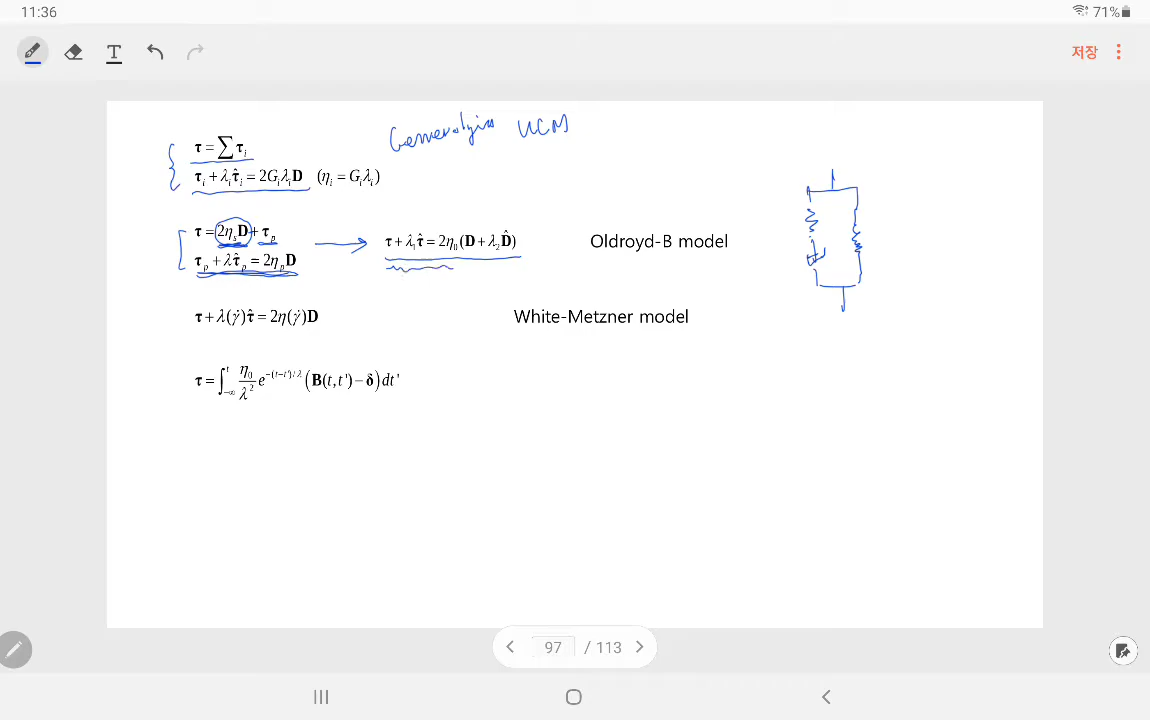 11:36
71%
T
저장
UCM
τ = ∑ τ_i
τ_i + λ_i τ̂_i = 2G_i λ_i D (η_i = G_i λ_i)
τ = 2η_s D + τ_p
τ_p + λ τ̂_p = 2η_p D
τ + λ_1 τ̂ = 2η_0 (D + λ_2 D̂) Oldroyd-B model
τ + λ(γ̇) τ̂ = 2η(γ̇) D White-Metzner model
τ = ∫_{-∞}^{t} η_0/λ^2 e^{-(t-t')/λ} (B(t,t') - δ) dt'
97 / 113